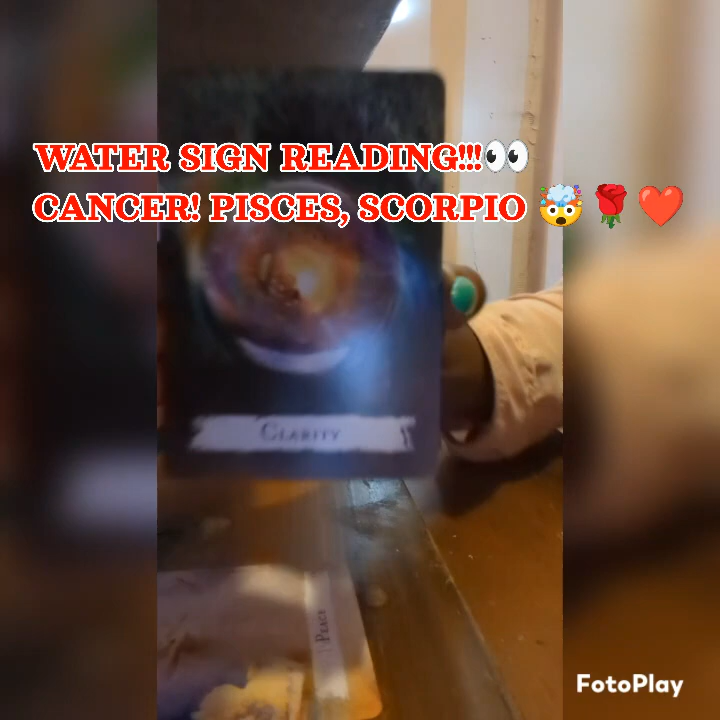 WATER SIGN READING!!!👀
CANCER! PISCES, SCORPIO 🤯🌹❤️
CLARITY
PEACE
FotoPlay